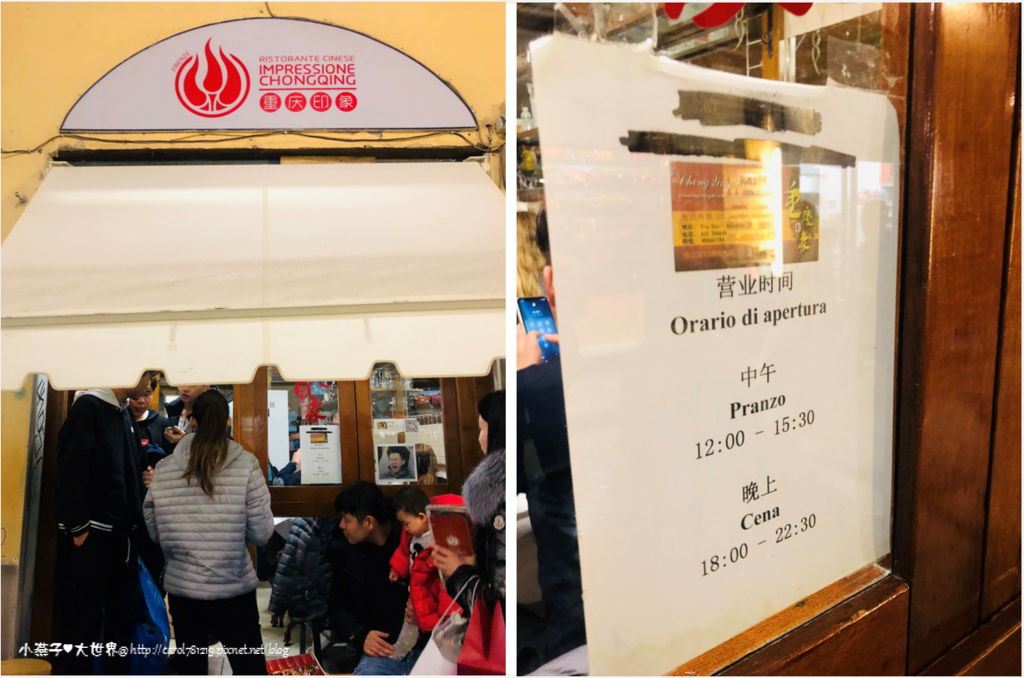 FIRENZE
RISTORANTE CINESE
IMPRESSIONE
CHONGQING
重庆印象
小燕子♥大世界@http://carol781219.pixnet.net/blog
营业时间
Orario di apertura
中午
Pranzo
12:00 - 15:30
晚上
Cena
18:00 - 22:30